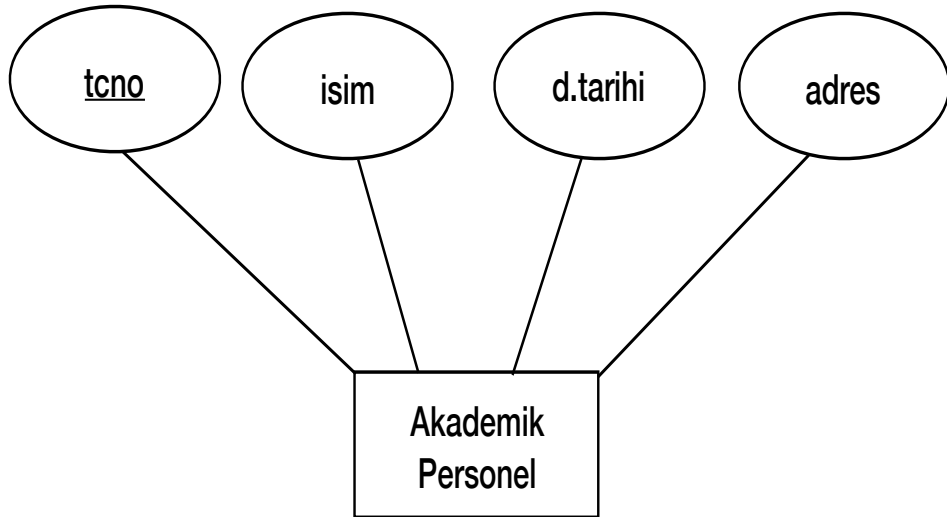 tcno
isim
d.tarihi
adres
Akademik
Personel